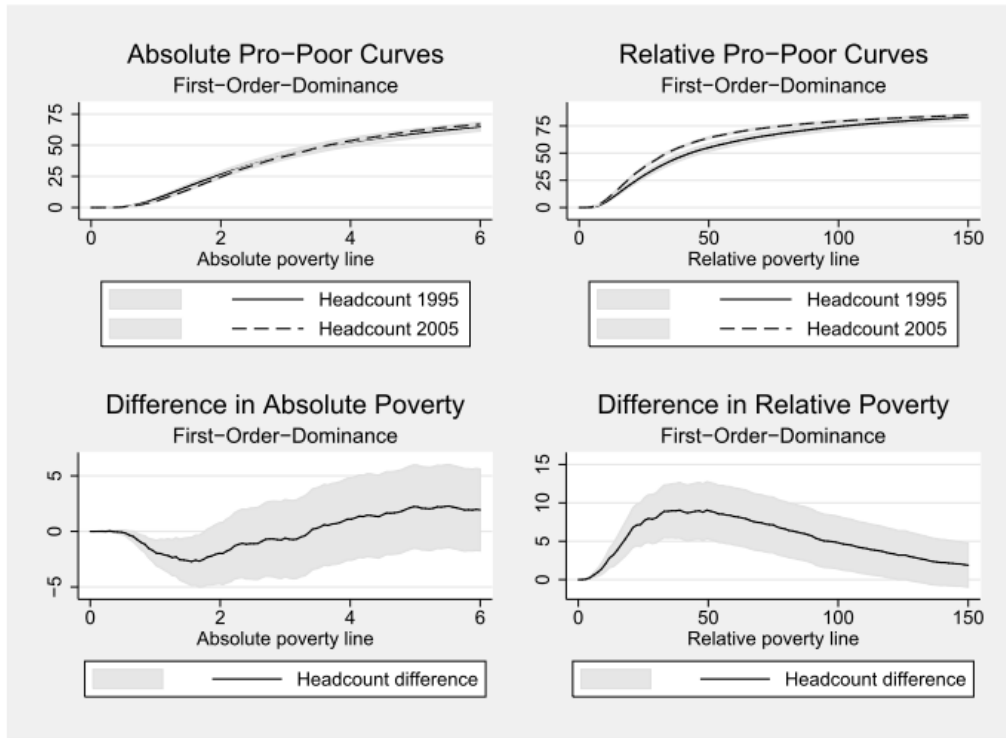 Absolute Pro−Poor Curves
First−Order−Dominance
75
50
25
0
0 2 4 6
Absolute poverty line
Headcount 1995
Headcount 2005
Relative Pro−Poor Curves
First−Order−Dominance
75
50
25
0
0 50 100 150
Relative poverty line
Headcount 1995
Headcount 2005
Difference in Absolute Poverty
First−Order−Dominance
5
0
−5
0 2 4 6
Absolute poverty line
Headcount difference
Difference in Relative Poverty
First−Order−Dominance
15
10
5
0
0 50 100 150
Relative poverty line
Headcount difference